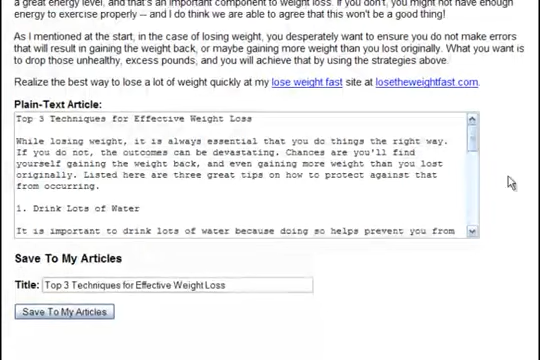 a great energy level, and that's an important component to weight loss. If you don't, you might not have enough
energy to exercise properly -- and I do think we are able to agree that this won't be a good thing!
As I mentioned at the start, in the case of losing weight, you desperately want to ensure you do not make errors
that will result in gaining the weight back, or maybe gaining more weight than you lost originally. What you want is
to drop those unhealthy, excess pounds, and you will achieve that by using the strategies above.
Realize the best way to lose a lot of weight quickly at my lose weight fast site at losetheweightfast.com.
Plain-Text Article:
Top 3 Techniques for Effective Weight Loss
While losing weight, it is always essential that you do things the right way.
If you do not, the outcomes can be devastating. Chances are you'll find
yourself gaining the weight back, and even gaining more weight than you lost
originally. Listed here are three great tips on how to protect against that
from occurring.
1. Drink Lots of Water
It is important to drink lots of water because doing so helps prevent you from
Save To My Articles
Title: Top 3 Techniques for Effective Weight Loss
Save To My Articles